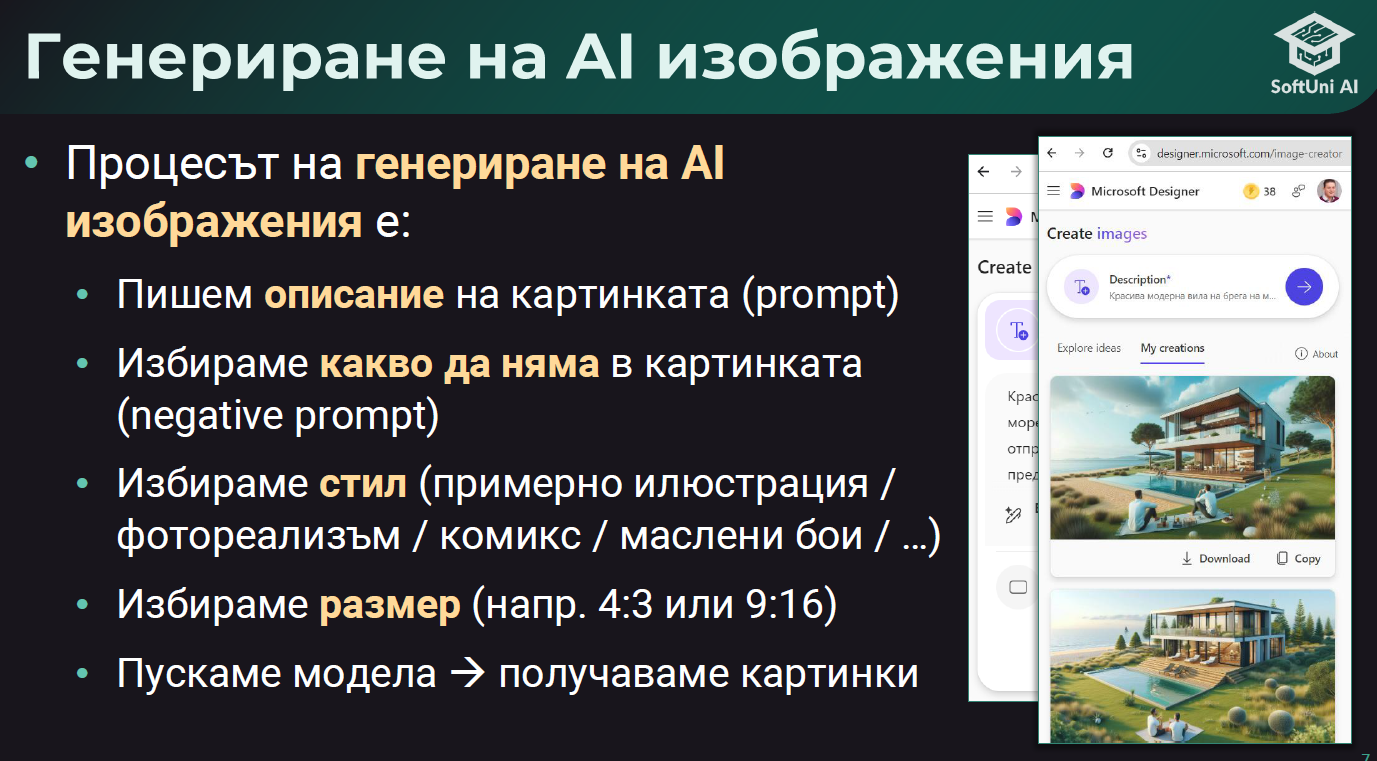 Генериране на AI изображения
SoftUni AI
• Процесът на генериране на AI
изображения е:
• Пишем описание на картинката (prompt)
• Избираме какво да няма в картинката
(negative prompt)
• Избираме стил (примерно илюстрация /
фотореализъм / комикс / маслени бои / …)
• Избираме размер (напр. 4:3 или 9:16)
• Пускаме модела → получаваме картинки
Create
designer.microsoft.com/image-creator
Microsoft Designer
38
Create images
Description*
Красива модерна вила на брега на м...
Explore ideas My creations
About
Download Copy
7